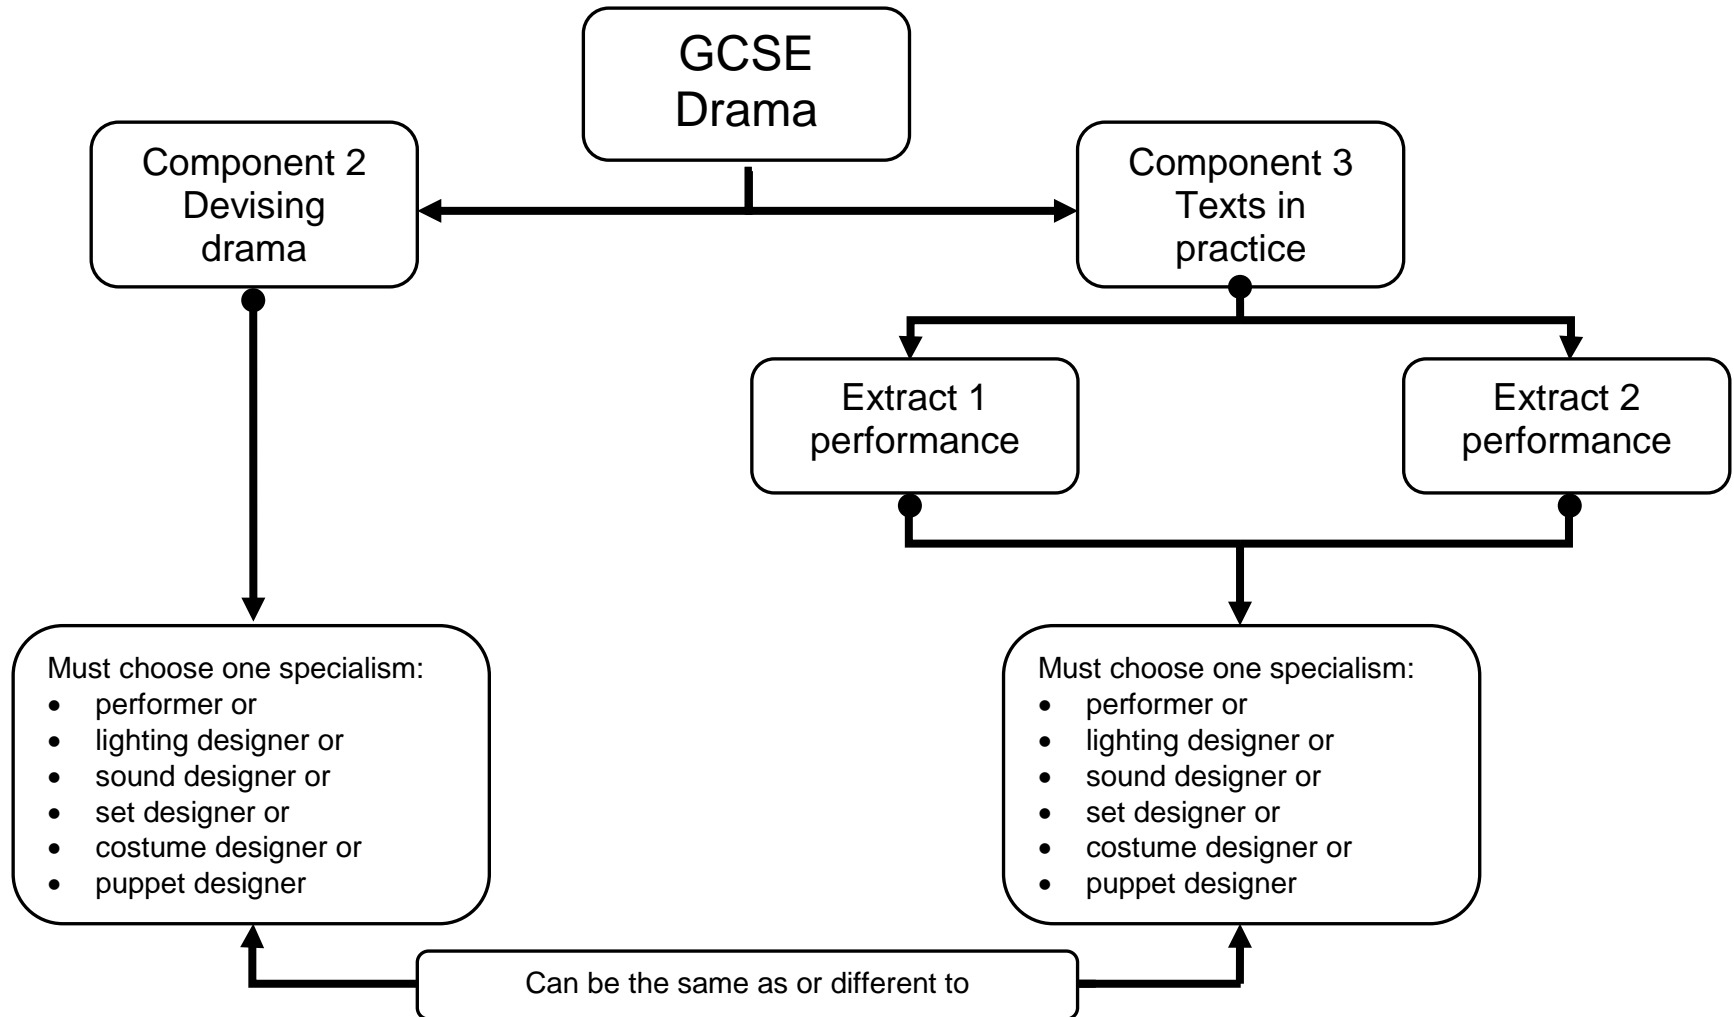 GCSE
Drama
Component 2
Devising
drama
Component 3
Texts in
practice
Extract 1
performance
Extract 2
performance
Must choose one specialism:
• performer or
• lighting designer or
• sound designer or
• set designer or
• costume designer or
• puppet designer
Must choose one specialism:
• performer or
• lighting designer or
• sound designer or
• set designer or
• costume designer or
• puppet designer
Can be the same as or different to